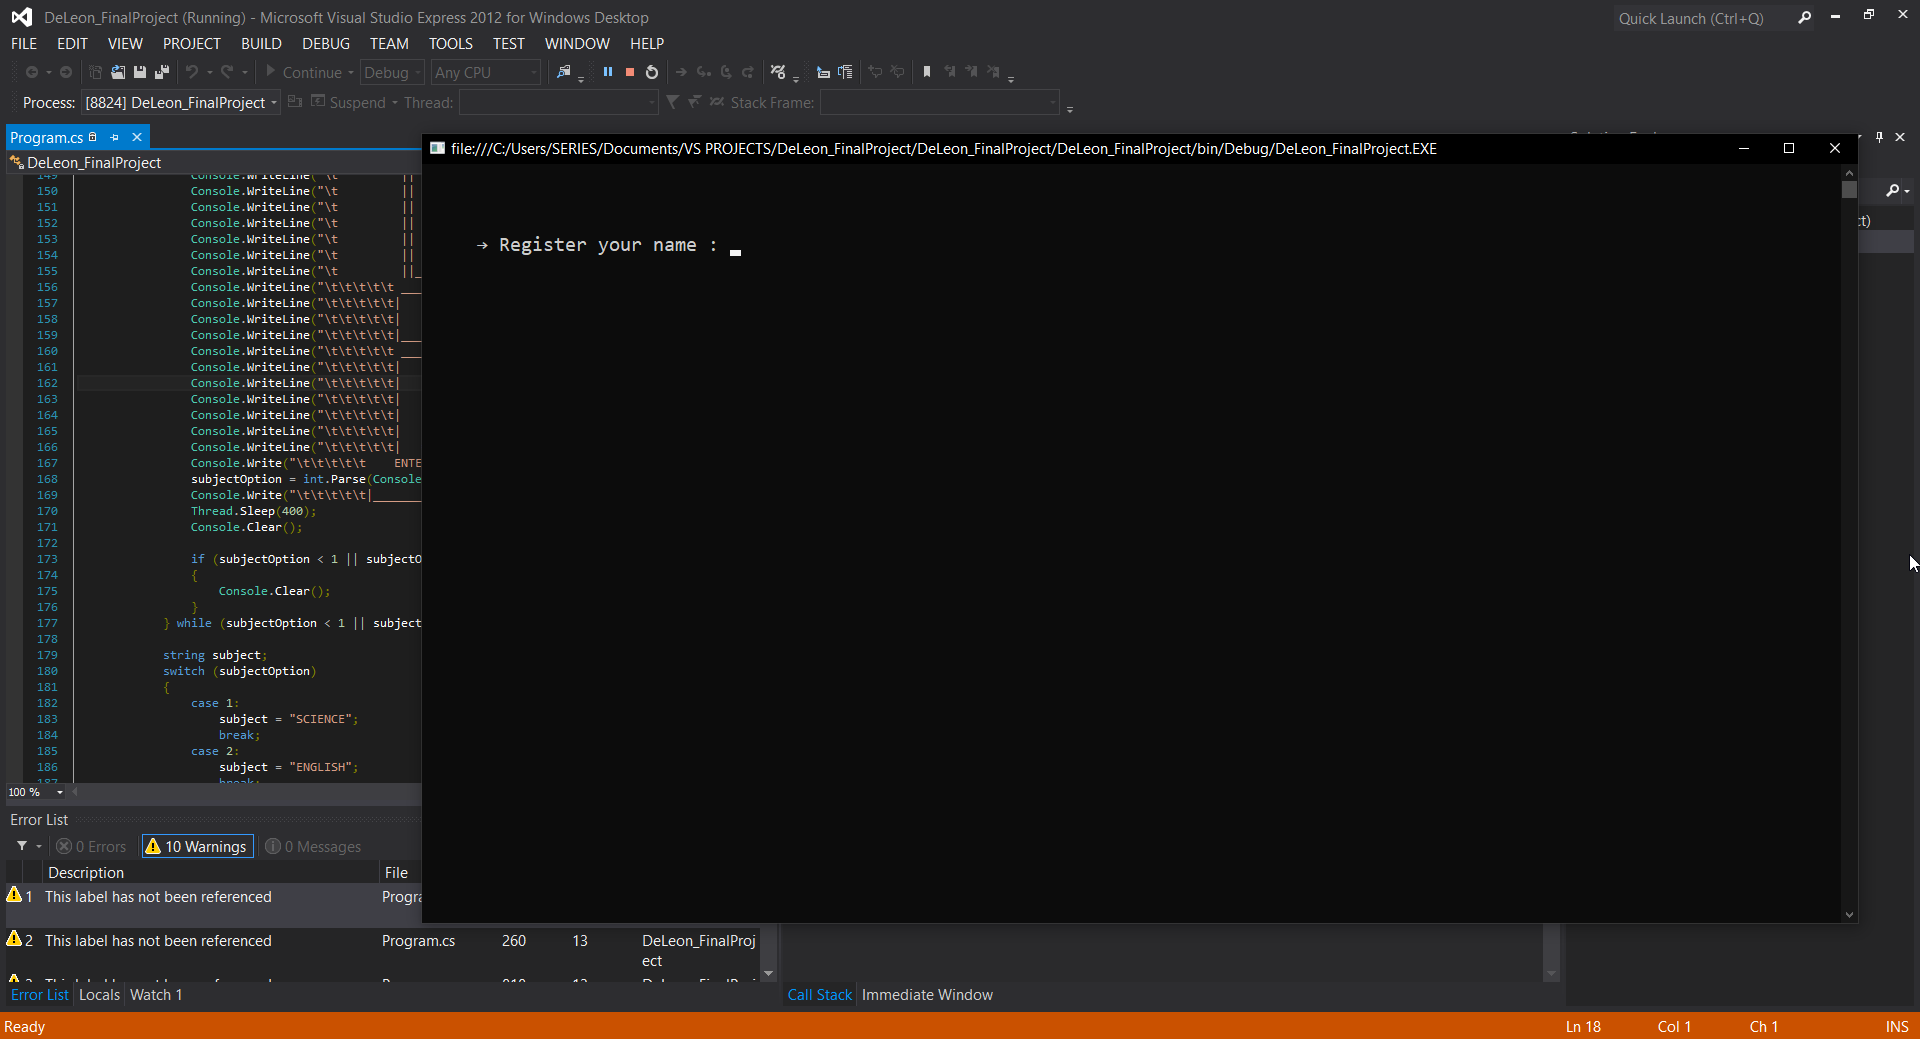 DeLeon_FinalProject (Running) - Microsoft Visual Studio Express 2012 for Windows Desktop
Quick Launch (Ctrl+Q)
FILE EDIT VIEW PROJECT BUILD DEBUG TEAM TOOLS TEST WINDOW HELP
Continue Debug Any CPU
Process: [8824] DeLeon_FinalProject Suspend Thread: Stack Frame:
Program.cs
DeLeon_FinalProject
file:///C:/Users/SERIES/Documents/VS PROJECTS/DeLeon_FinalProject/DeLeon_FinalProject/DeLeon_FinalProject/bin/Debug/DeLeon_FinalProject.EXE
→ Register your name :
ct)
149 Console.WriteLine("\t ||
150 Console.WriteLine("\t ||
151 Console.WriteLine("\t ||
152 Console.WriteLine("\t ||
153 Console.WriteLine("\t ||
154 Console.WriteLine("\t ||
155 Console.WriteLine("\t ||_
156 Console.WriteLine("\t\t\t\t\t ___
157 Console.WriteLine("\t\t\t\t\t|
158 Console.WriteLine("\t\t\t\t\t|
159 Console.WriteLine("\t\t\t\t\t|___
160 Console.WriteLine("\t\t\t\t\t ___
161 Console.WriteLine("\t\t\t\t\t|
162 Console.WriteLine("\t\t\t\t\t|
163 Console.WriteLine("\t\t\t\t\t|
164 Console.WriteLine("\t\t\t\t\t|
165 Console.WriteLine("\t\t\t\t\t|
166 Console.WriteLine("\t\t\t\t\t|
167 Console.Write("\t\t\t\t\t ENTE
168 subjectOption = int.Parse(Console
169 Console.Write("\t\t\t\t\t|_______
170 Thread.Sleep(400);
171 Console.Clear();
172
173 if (subjectOption < 1 || subjectO
174 {
175 Console.Clear();
176 }
177 } while (subjectOption < 1 || subject
178
179 string subject;
180 switch (subjectOption)
181 {
182 case 1:
183 subject = "SCIENCE";
184 break;
185 case 2:
186 subject = "ENGLISH";
187 break;
100 %
Error List
0 Errors 10 Warnings 0 Messages
Description File
1 This label has not been referenced Progra
2 This label has not been referenced Program.cs 260 13 DeLeon_FinalProj
ect
Error List Locals Watch 1 Call Stack Immediate Window
Ready Ln 18 Col 1 Ch 1 INS